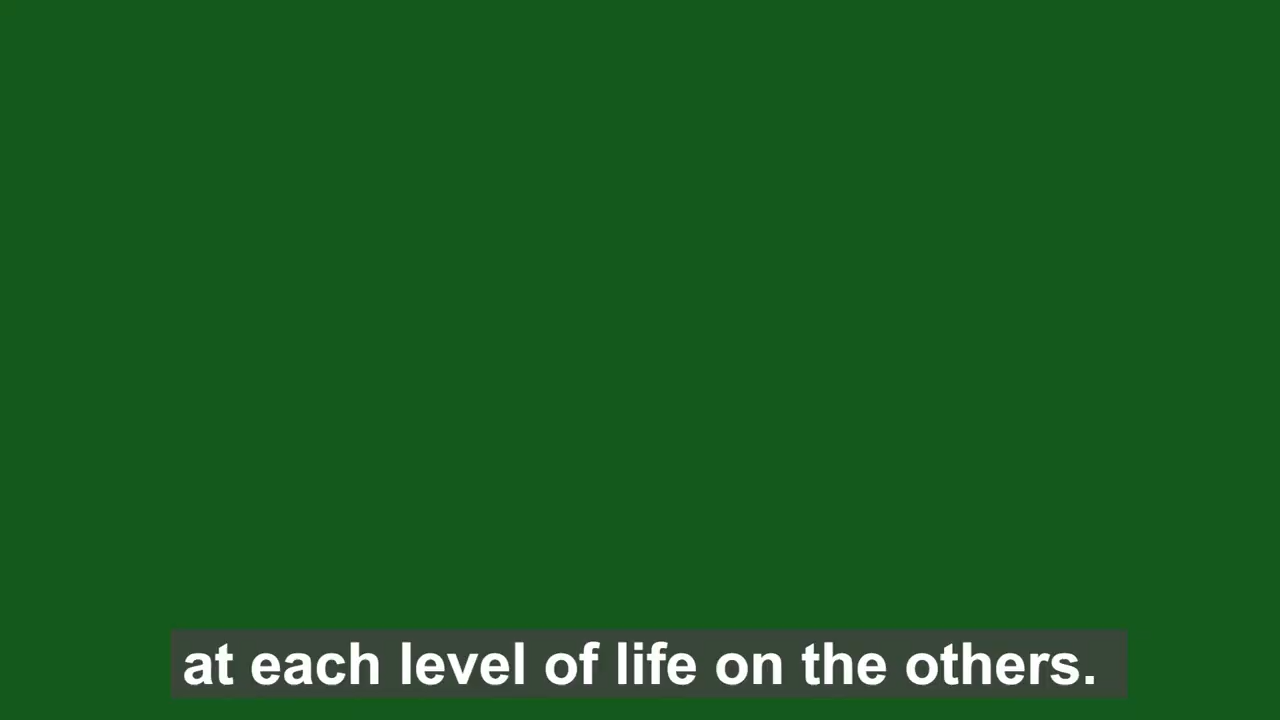 at each level of life on the others.